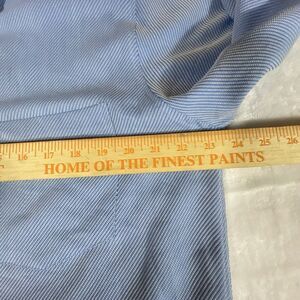 16 17 18 19 20 21 22 23 24 25 26
HOME OF THE FINEST PAINTS